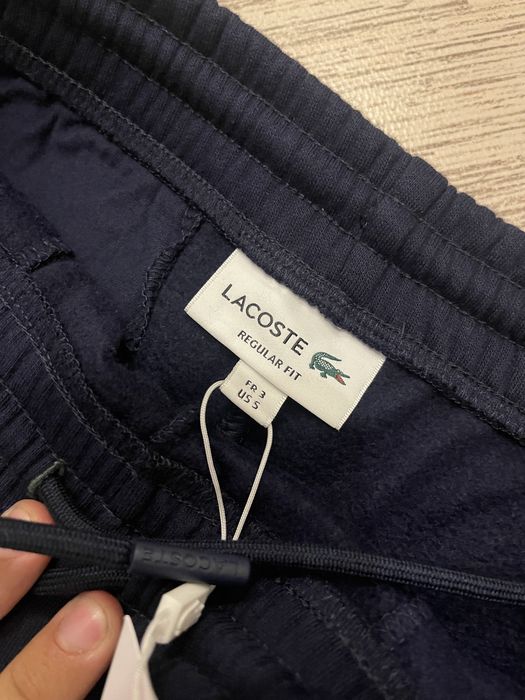 LACOSTE
REGULAR FIT
FR 3
US S
LACOSTE